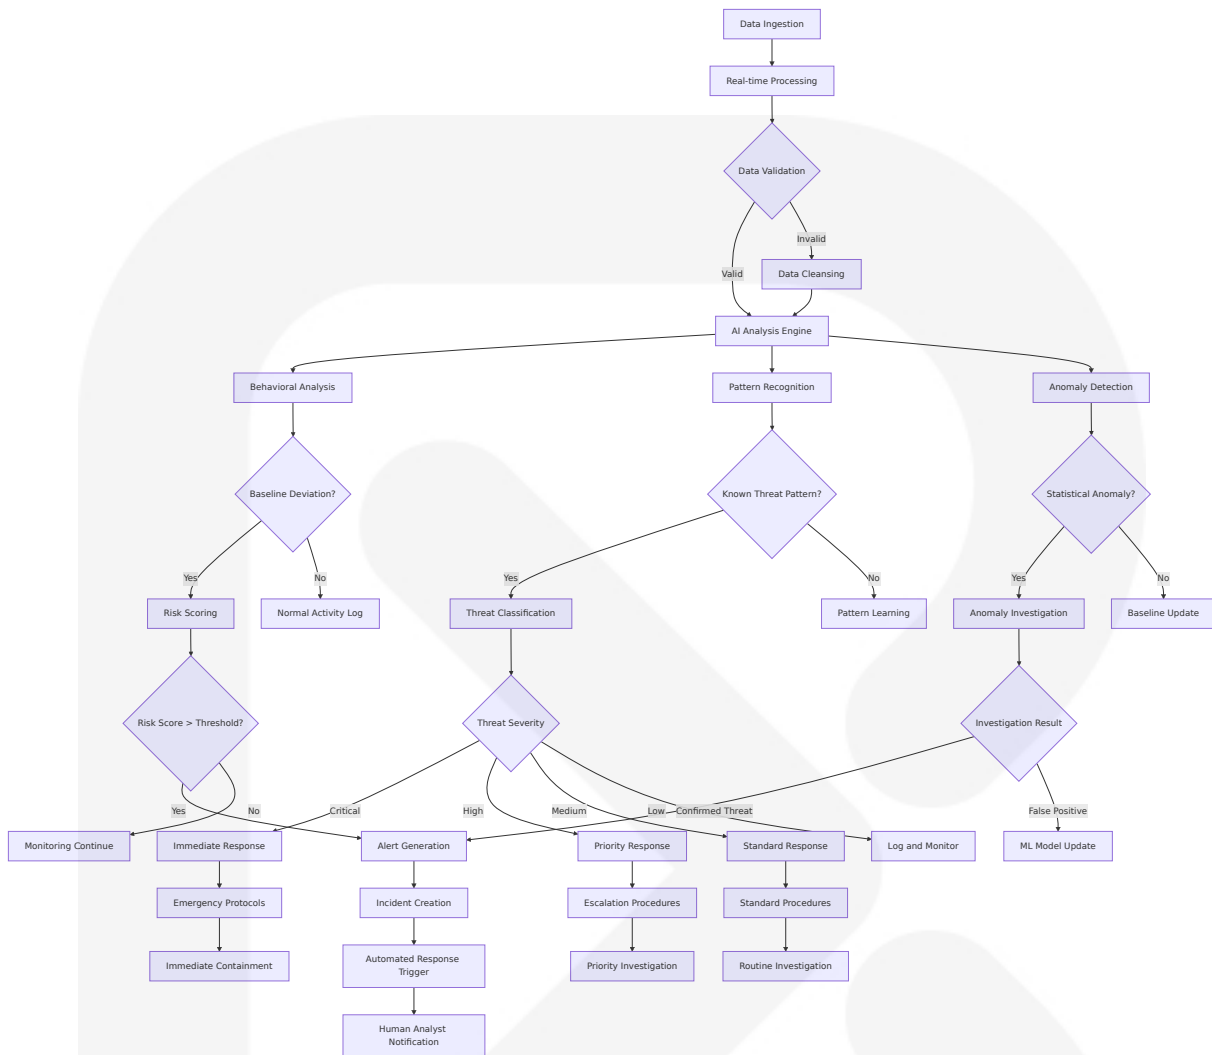 Data Ingestion
Real-time Processing
Data Validation
Invalid
Valid
Data Cleansing
AI Analysis Engine
Behavioral Analysis
Pattern Recognition
Anomaly Detection
Baseline Deviation?
Known Threat Pattern?
Statistical Anomaly?
Yes
No
Yes
No
Yes
No
Risk Scoring
Normal Activity Log
Threat Classification
Pattern Learning
Anomaly Investigation
Baseline Update
Risk Score > Threshold?
Threat Severity
Investigation Result
Yes
No
Critical
High
Medium
Low
Confirmed Threat
False Positive
Monitoring Continue
Immediate Response
Alert Generation
Priority Response
Standard Response
Log and Monitor
ML Model Update
Emergency Protocols
Incident Creation
Escalation Procedures
Standard Procedures
Immediate Containment
Automated Response
Trigger
Priority Investigation
Routine Investigation
Human Analyst
Notification